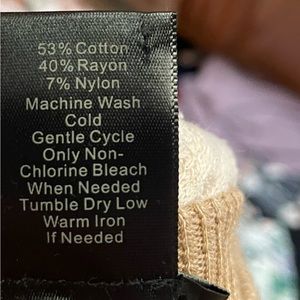 53% Cotton
40% Rayon
7% Nylon
Machine Wash
Cold
Gentle Cycle
Only Non-
Chlorine Bleach
When Needed
Tumble Dry Low
Warm Iron
If Needed